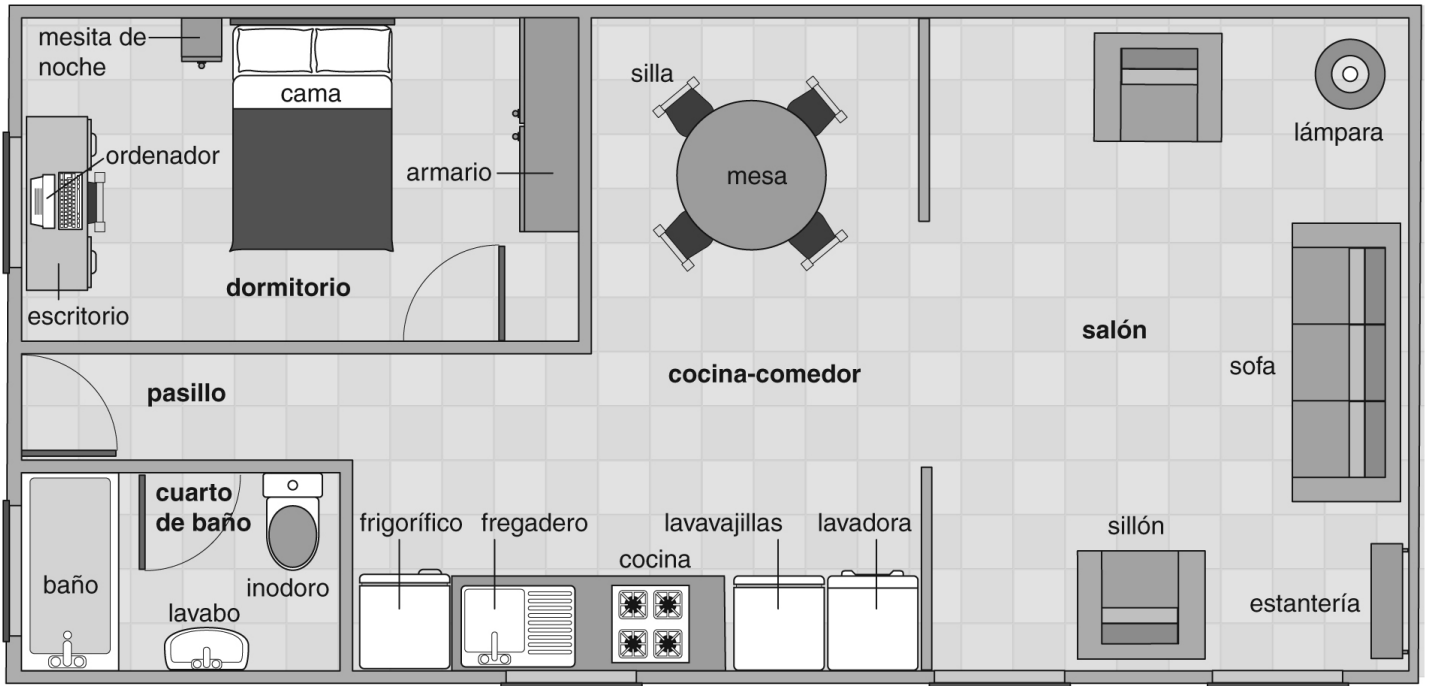 mesita de
noche
cama
ordenador
armario
escritorio
dormitorio
silla
mesa
lámpara
salón
sofa
cocina-comedor
pasillo
cuarto
de baño
baño
inodoro
lavabo
frigorífico
fregadero
cocina
lavavajillas
lavadora
sillón
estantería